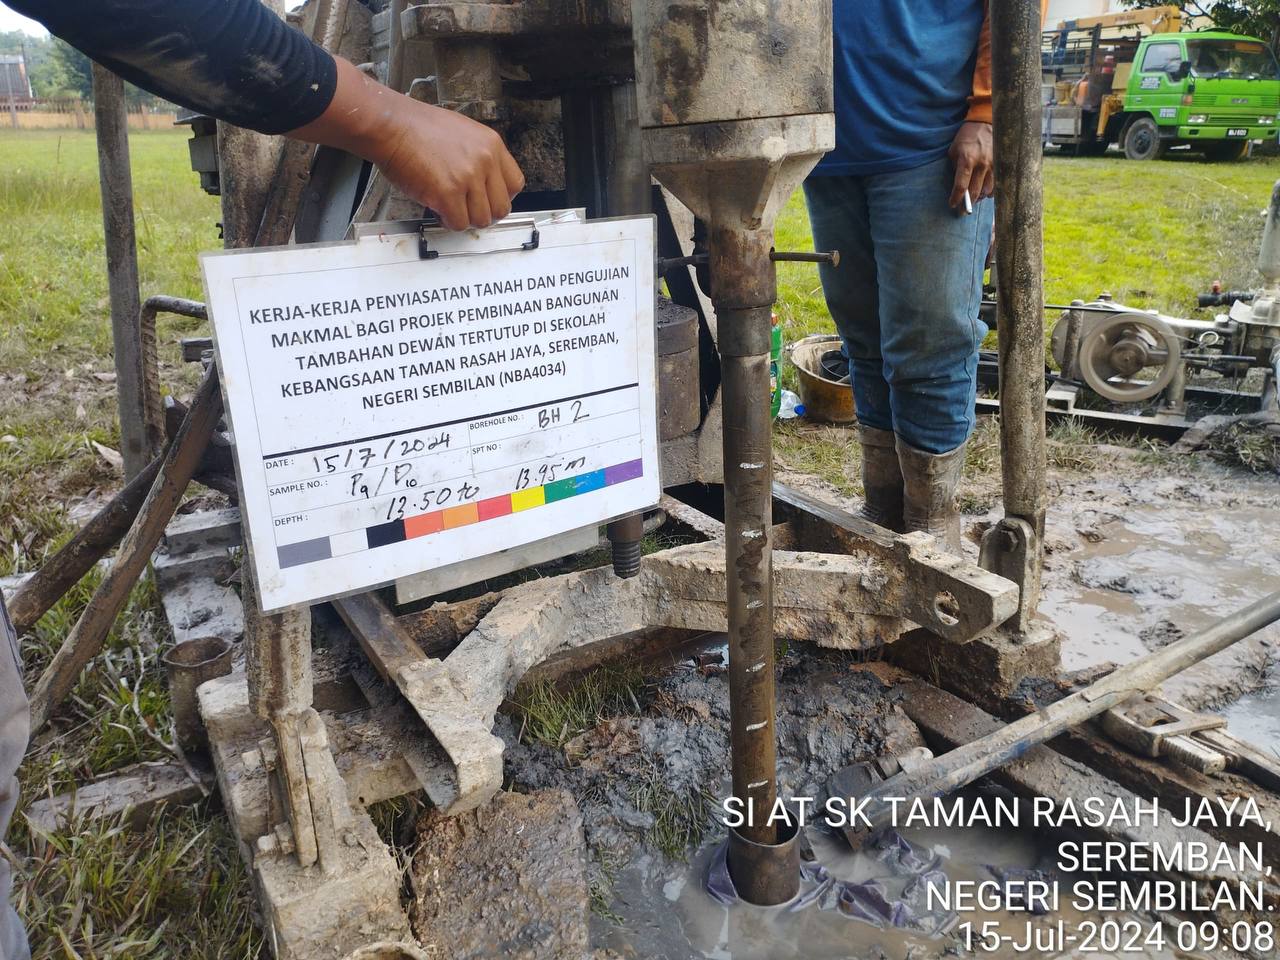 KERJA-KERJA PENYIASATAN TANAH DAN PENGUJIAN
MAKMAL BAGI PROJEK PEMBINAAN BANGUNAN
TAMBAHAN DEWAN TERTUTUP DI SEKOLAH
KEBANGSAAN TAMAN RASAH JAYA, SEREMBAN,
NEGERI SEMBILAN (NBA4034)
DATE : 15/7/2024 BOREHOLE NO. : BH 2
SAMPLE NO. : P9/D10 SPT NO :
DEPTH : 13.50 to 13.95 m
SI AT SK TAMAN RASAH JAYA,
SEREMBAN,
NEGERI SEMBILAN.
15-Jul-2024 09:08